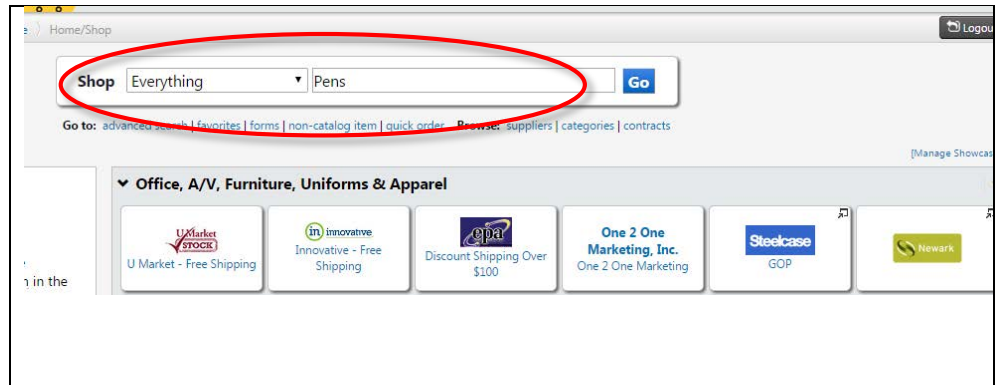 Home/Shop
Logou
Shop Everything Pens Go
Go to: advanced search | favorites | forms | non-catalog item | quick order Browse: suppliers | categories | contracts
[Manage Showcas
Office, A/V, Furniture, Uniforms & Apparel
UMarket
STOCK
U Market - Free Shipping
in innovative
Innovative - Free
Shipping
epa
Discount Shipping Over
$100
One 2 One
Marketing, Inc.
One 2 One Marketing
Steelcase
GOP
Newark
in the